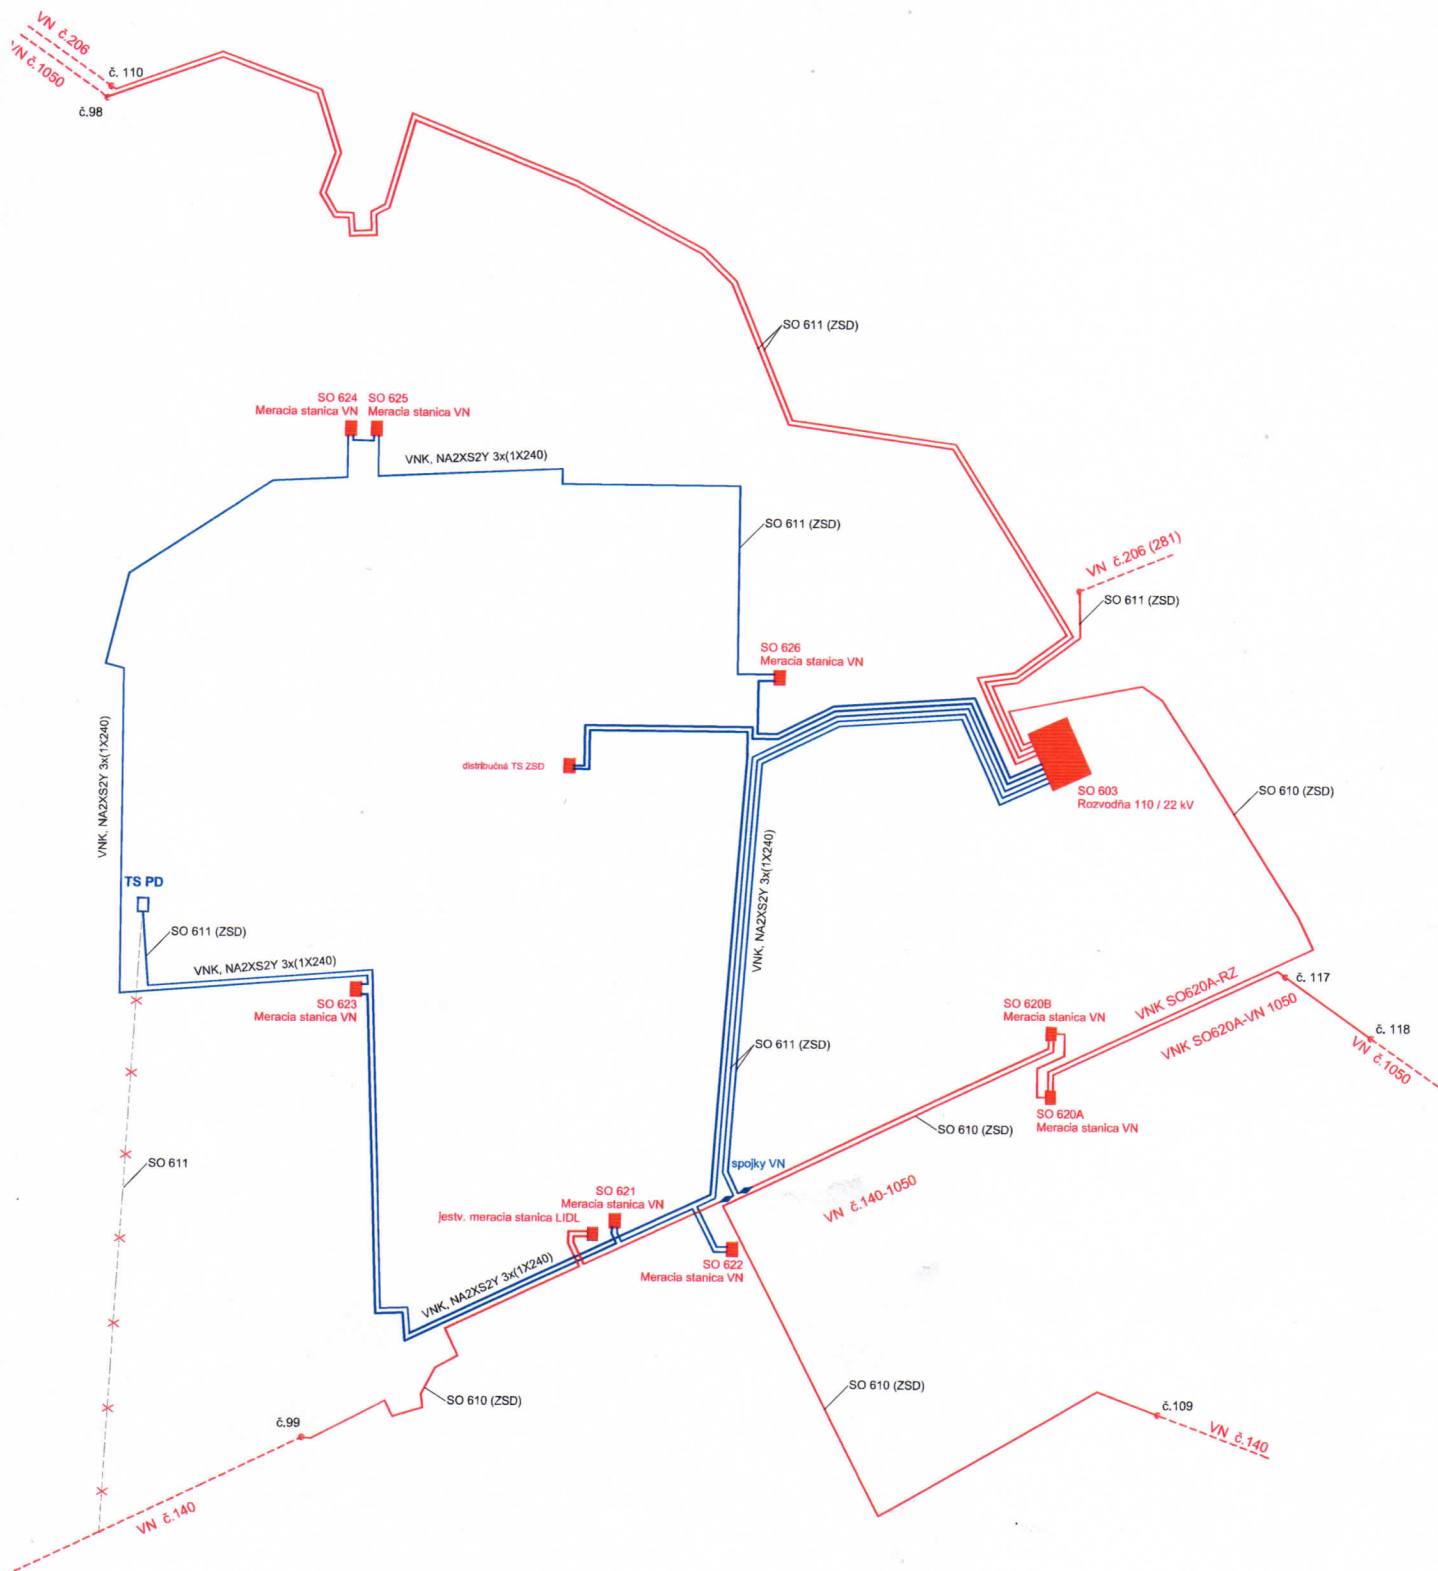 VN č.206
VN č.1050
č. 110
č.98
SO 611 (ZSD)
SO 624
Meracia stanica VN
SO 625
Meracia stanica VN
VNK, NA2XS2Y 3x(1X240)
SO 611 (ZSD)
VN č.206 (281)
SO 611 (ZSD)
SO 626
Meracia stanica VN
distribučná TS ZSD
SO 603
Rozvodňa 110 / 22 kV
SO 610 (ZSD)
VNK, NA2XS2Y 3x(1X240)
VNK, NA2XS2Y 3x(1X240)
TS PD
SO 611 (ZSD)
VNK, NA2XS2Y 3x(1X240)
SO 623
Meracia stanica VN
SO 620B
Meracia stanica VN
VNK SO620A-RZ
VNK SO620A-VN 1050
č. 117
č. 118
VN č.1050
SO 611 (ZSD)
SO 620A
Meracia stanica VN
SO 610 (ZSD)
SO 611
spojky VN
VN č.140-1050
SO 621
Meracia stanica VN
jestv. meracia stanica LIDL
SO 622
Meracia stanica VN
VNK, NA2XS2Y 3x(1X240)
SO 610 (ZSD)
SO 610 (ZSD)
č.99
č.109
VN č.140
VN č.140